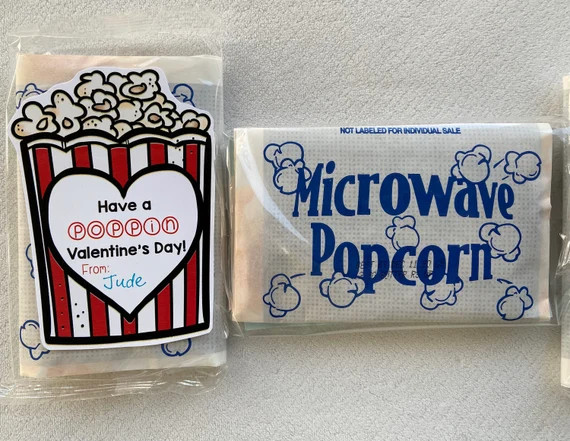 Have a
POPPIN
Valentine's Day!
From:
Jude
NOT LABELED FOR INDIVIDUAL SALE
Microwave
Popcorn